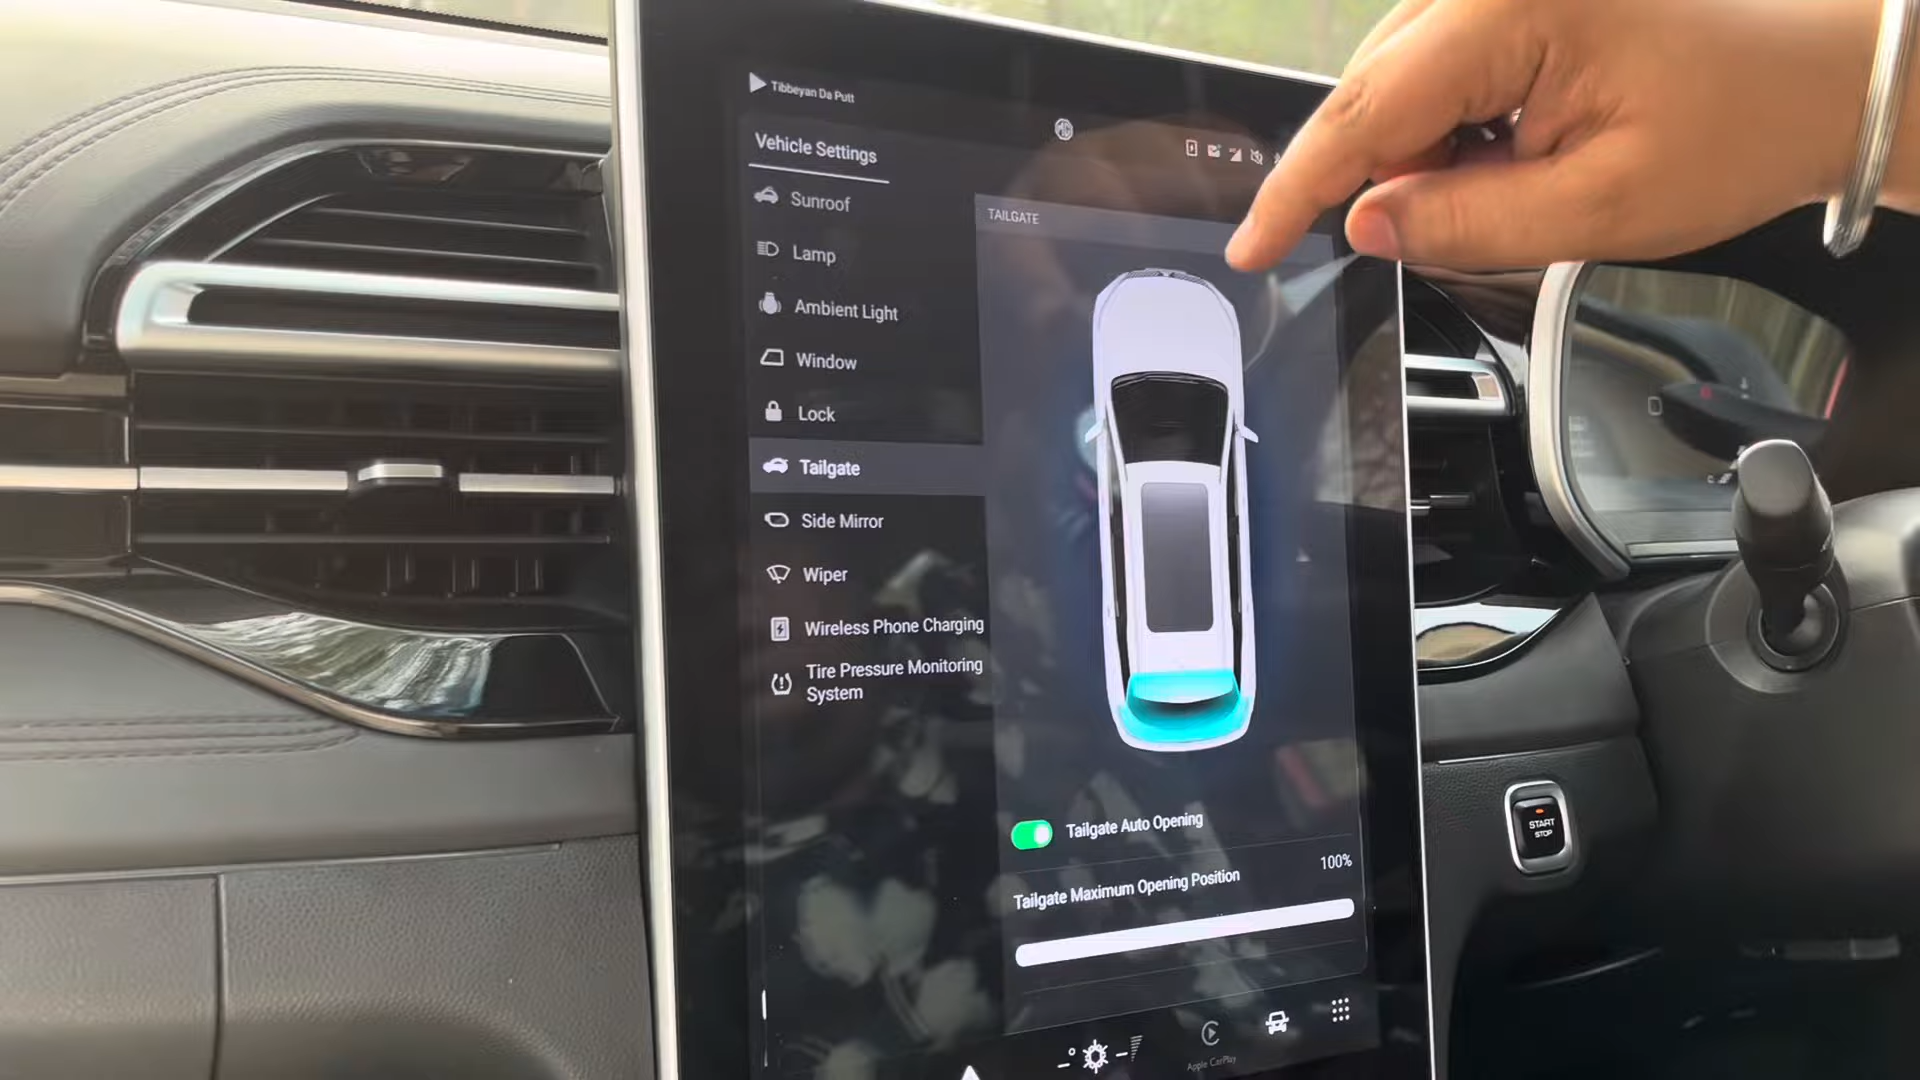 Tibbeyan Da Putt
Vehicle Settings
Sunroof
Lamp
Ambient Light
Window
Lock
Tailgate
Side Mirror
Wiper
Wireless Phone Charging
Tire Pressure Monitoring
System
TAILGATE
Tailgate Auto Opening
Tailgate Maximum Opening Position
100%
Apple CarPlay
START
STOP